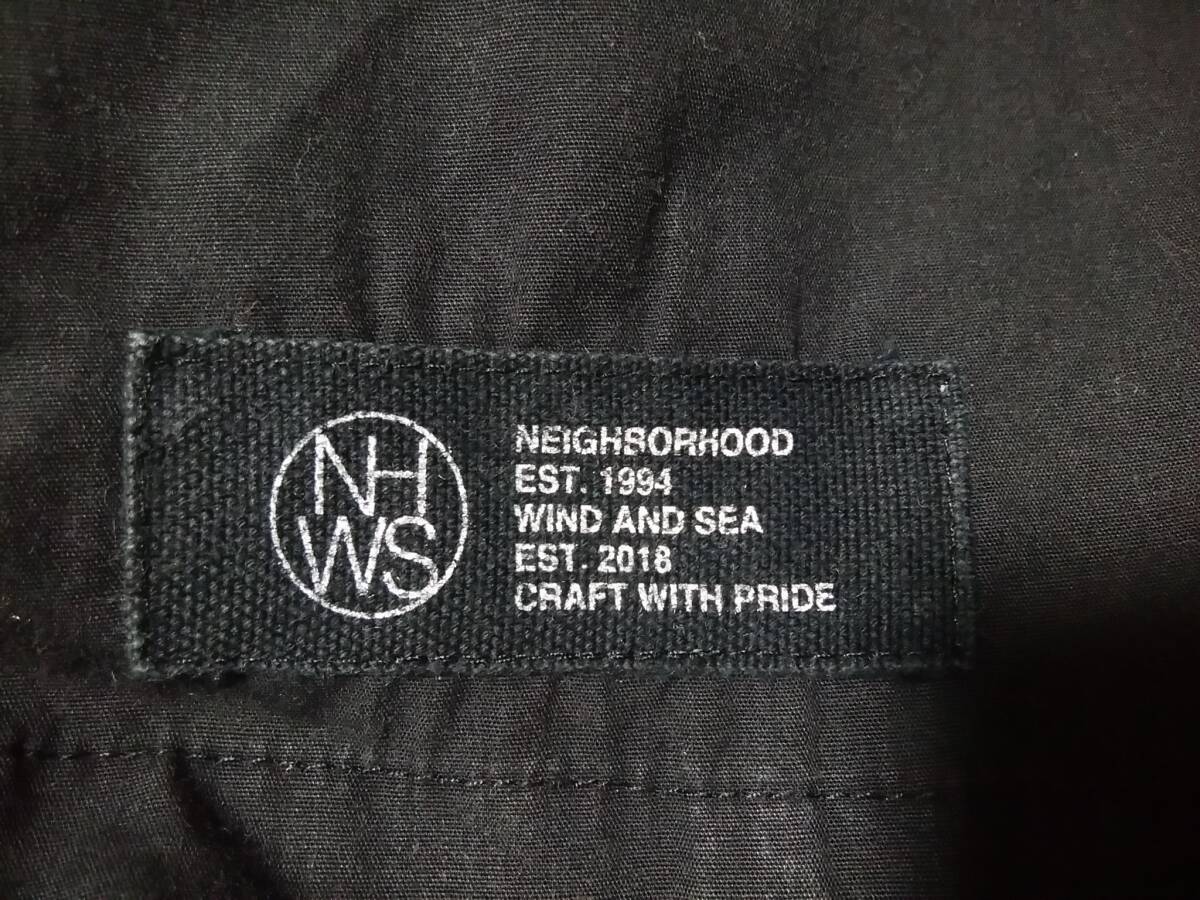 NH
WS
NEIGHBORHOOD
EST. 1994
WIND AND SEA
EST. 2018
CRAFT WITH PRIDE